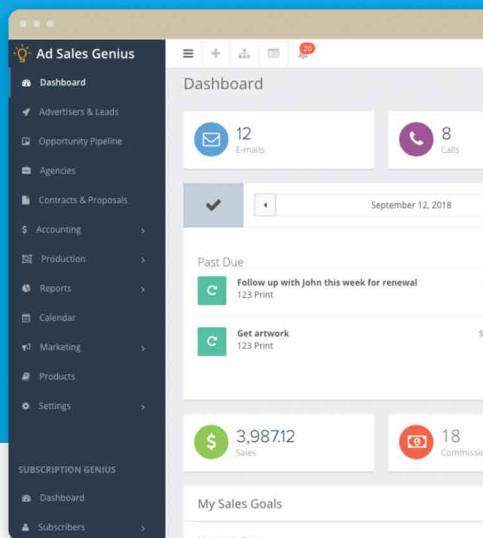 Ad Sales Genius
20
Dashboard
Dashboard
Advertisers & Leads
12
E-mails
8
Calls
Opportunity Pipeline
Agencies
Contracts & Proposals
September 12, 2018
Accounting
Production
Past Due
Reports
Follow up with John this week for renewal
123 Print
Calendar
Marketing
Get artwork
123 Print
S
Products
Settings
3,987.12
Sales
18
Commissio
SUBSCRIPTION GENIUS
Dashboard
My Sales Goals
Subscribers